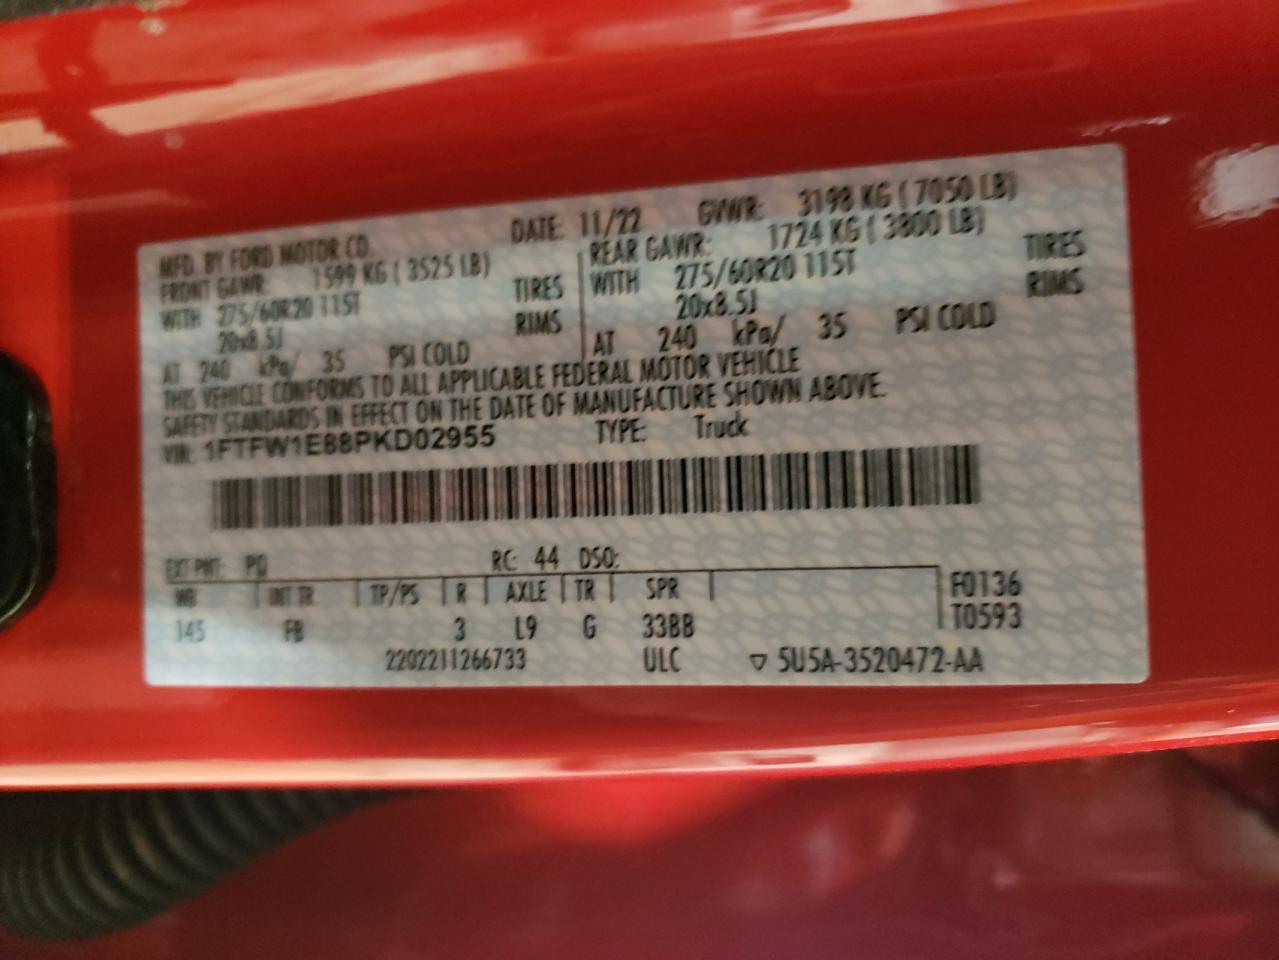 MFD. BY FORD MOTOR CO. DATE: 11/22 GVWR: 3198 KG ( 7050 LB)
FRONT GAWR: 1599 KG ( 3525 LB) REAR GAWR: 1724 KG ( 3800 LB)
WITH 275/60R20 115T TIRES WITH 275/60R20 115T TIRES
20x8.5J RIMS 20x8.5J RIMS
AT 240 kPa/ 35 PSI COLD AT 240 kPa/ 35 PSI COLD
THIS VEHICLE CONFORMS TO ALL APPLICABLE FEDERAL MOTOR VEHICLE
SAFETY STANDARDS IN EFFECT ON THE DATE OF MANUFACTURE SHOWN ABOVE.
VIN: 1FTFW1E88PKD02955 TYPE: Truck
EXT PNT: PQ RC: 44 DSO:
WB INT TR TP/PS R AXLE TR SPR F0136
145 FB 3 L9 G 33BB T0593
2202211266733 ULC ▽ 5U5A-3520472-AA